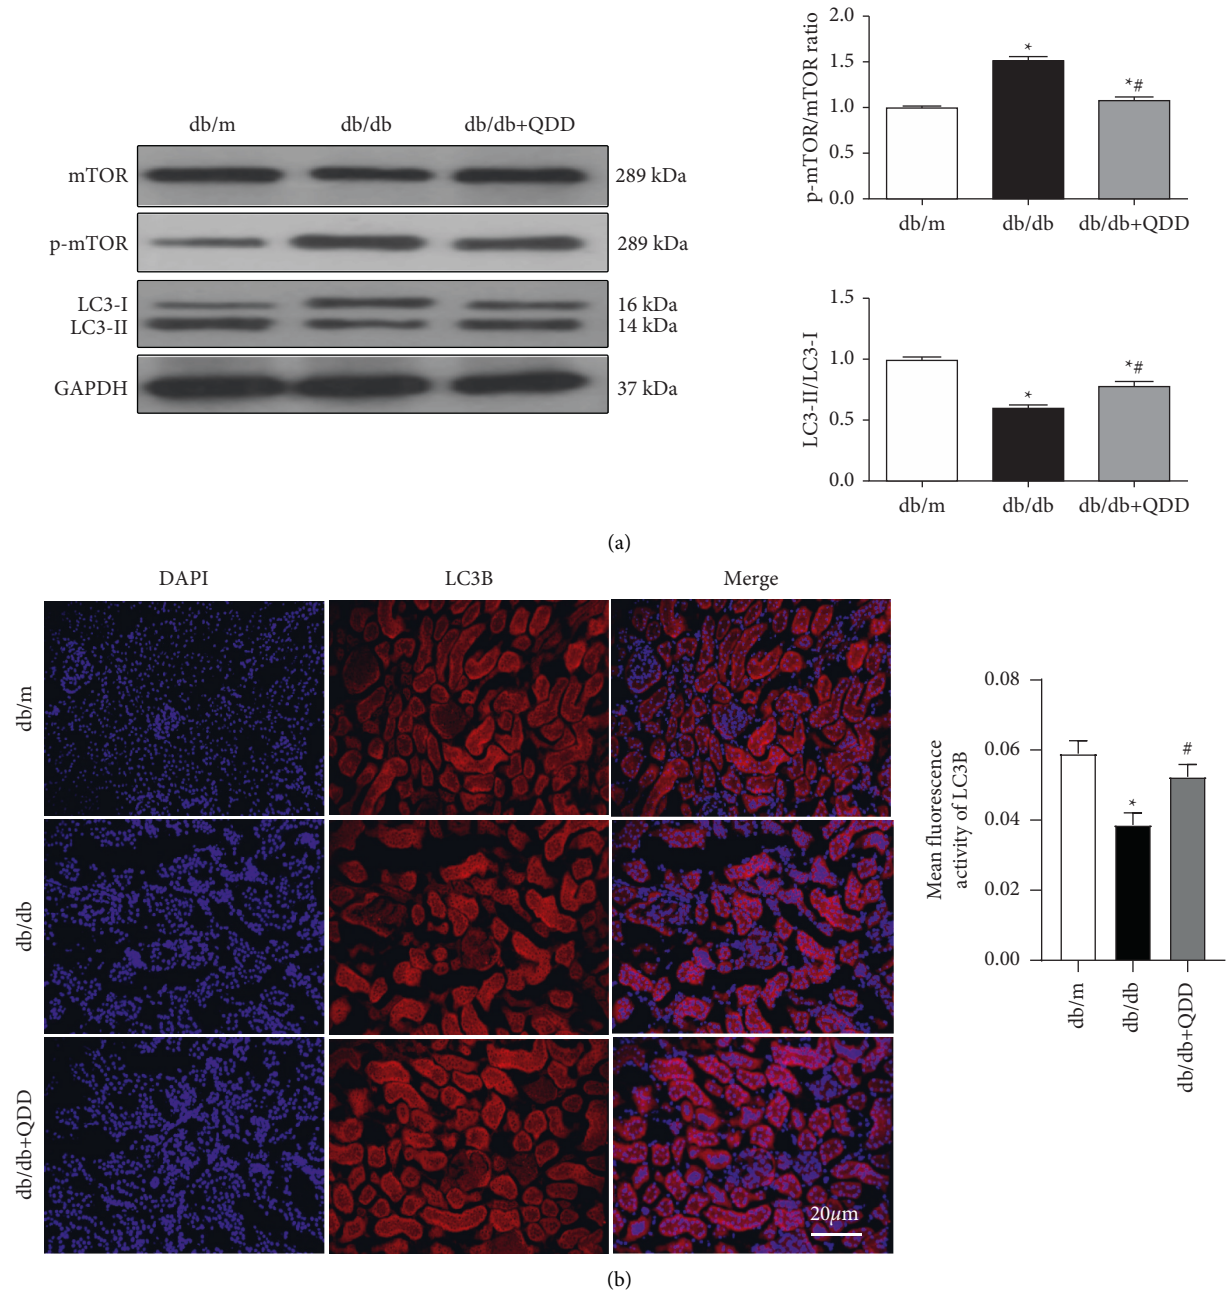 db/m db/db db/db+QDD
mTOR 289 kDa
p-mTOR 289 kDa
LC3-I 16 kDa
LC3-II 14 kDa
GAPDH 37 kDa
p-mTOR/mTOR ratio
2.0
1.5
1.0
0.5
0.0
*
*#
db/m db/db db/db+QDD
LC3-II/LC3-I
1.5
1.0
0.5
0.0
*
*#
db/m db/db db/db+QDD
(a)
DAPI LC3B Merge
db/m
db/db
db/db+QDD
20μm
Mean fluorescence
activity of LC3B
0.08
0.06
0.04
0.02
0.00
*
#
db/m
db/db
db/db+QDD
(b)